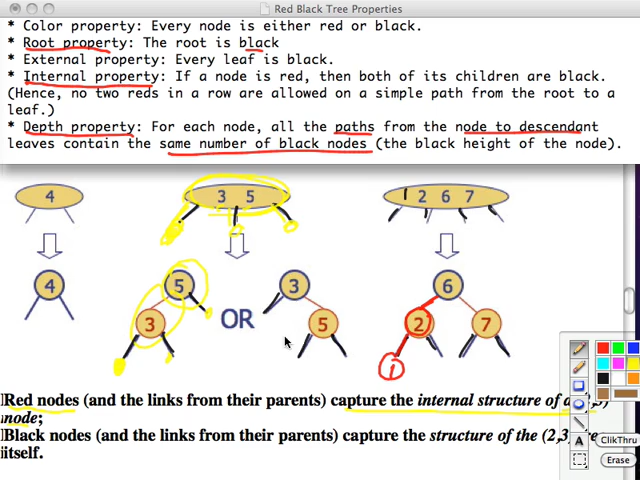 Red Black Tree Properties
* Color property: Every node is either red or black.
* Root property: The root is black
* External property: Every leaf is black.
* Internal property: If a node is red, then both of its children are black.
(Hence, no two reds in a row are allowed on a simple path from the root to a
leaf.)
* Depth property: For each node, all the paths from the node to descendant
leaves contain the same number of black nodes (the black height of the node).
4
3 5
1 2 6 7
4
5
3
OR
3
5
6
2
7
1
Red nodes (and the links from their parents) capture the internal structure of a
node;
Black nodes (and the links from their parents) capture the structure of the (2,3)
itself.
A
ClikThru
Erase